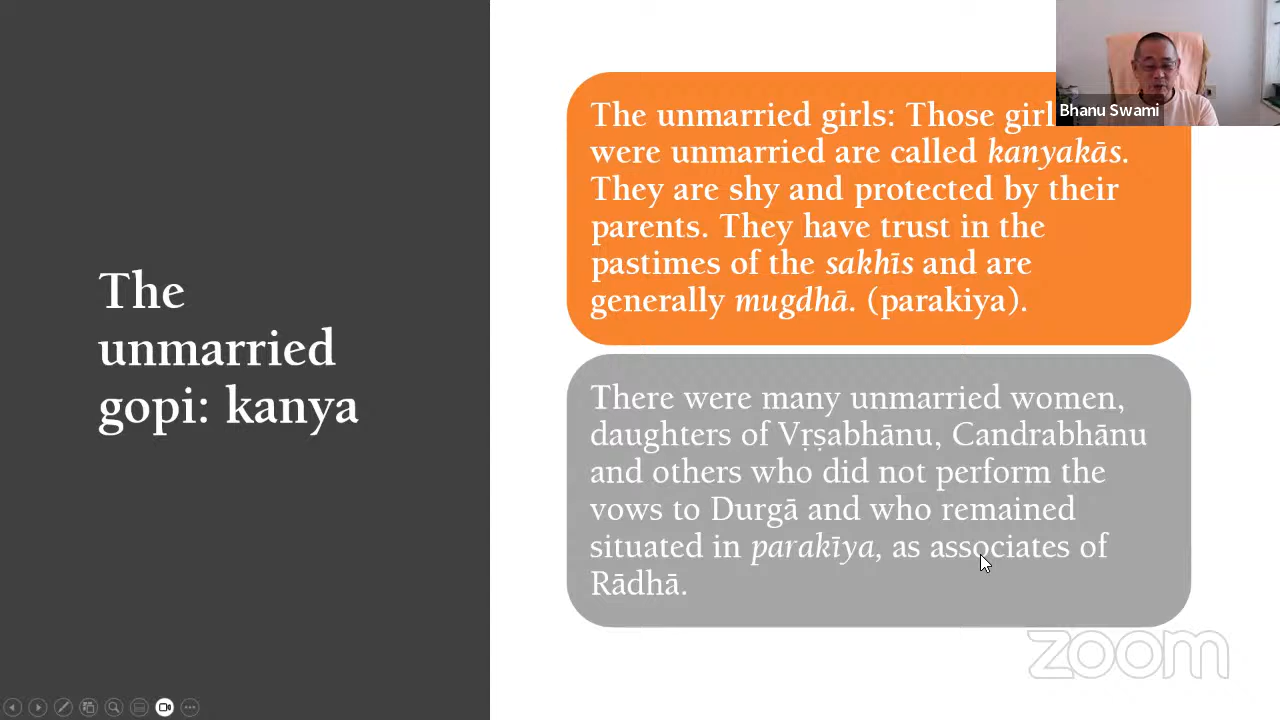 The
unmarried
gopi: kanya
The unmarried girls: Those
were unmarried are called kanyakās.
They are shy and protected by their
parents. They have trust in the
pastimes of the sakhīs and are
generally mugdhā. (parakiya).
There were many unmarried women,
daughters of Vṛṣabhānu, Candrabhānu
and others who did not perform the
vows to Durgā and who remained
situated in parakīya, as associates of
Rādhā.
Bhanu Swami
zoom